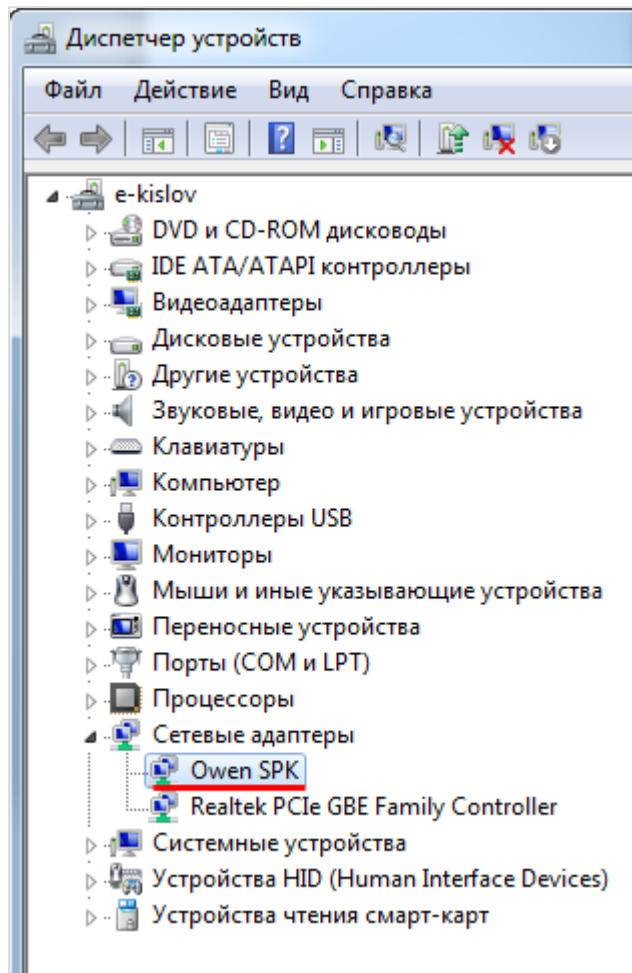 Диспетчер устройств
Файл Действие Вид Справка
e-kislov
DVD и CD-ROM дисководы
IDE ATA/ATAPI контроллеры
Видеоадаптеры
Дисковые устройства
Другие устройства
Звуковые, видео и игровые устройства
Клавиатуры
Компьютер
Контроллеры USB
Мониторы
Мыши и иные указывающие устройства
Переносные устройства
Порты (COM и LPT)
Процессоры
Сетевые адаптеры
Owen SPK
Realtek PCIe GBE Family Controller
Системные устройства
Устройства HID (Human Interface Devices)
Устройства чтения смарт-карт